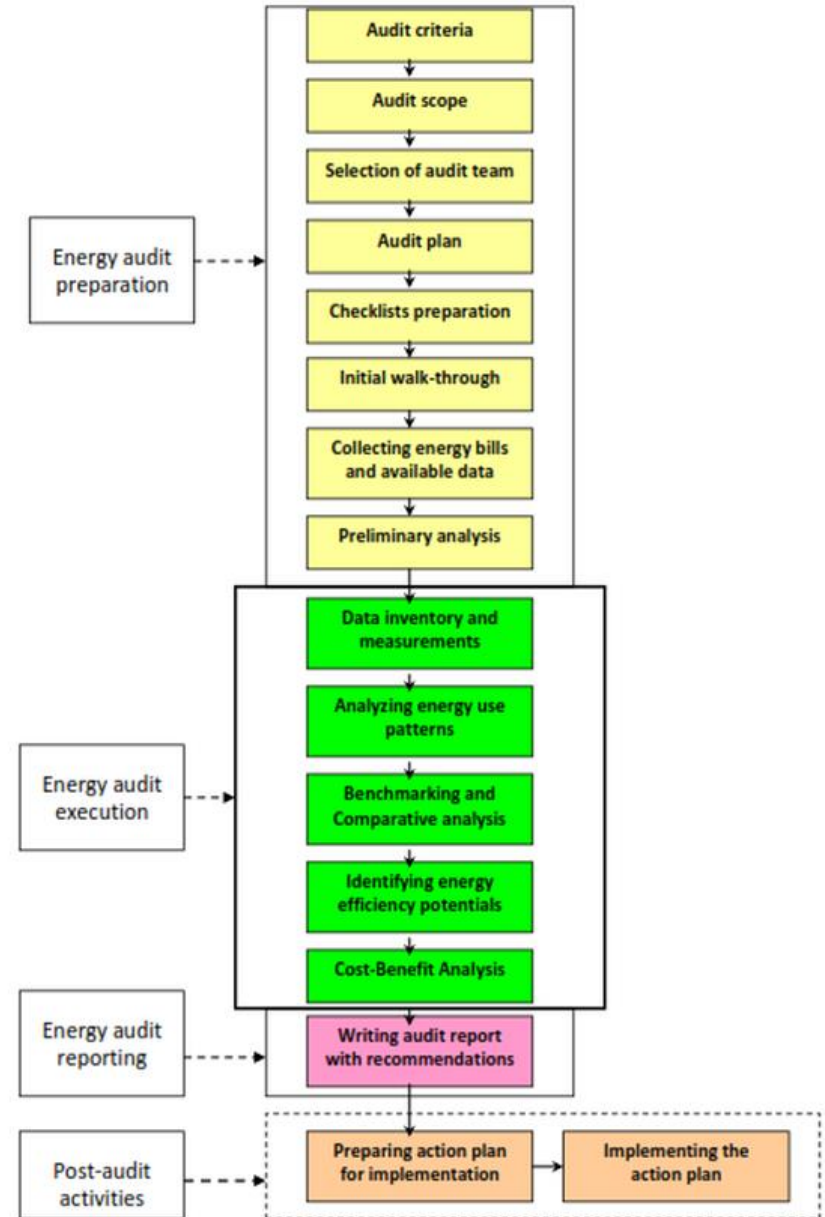 Audit criteria
Audit scope
Selection of audit team
Audit plan
Energy audit
preparation
Checklists preparation
Initial walk-through
Collecting energy bills
and available data
Preliminary analysis
Data inventory and
measurements
Analyzing energy use
patterns
Energy audit
execution
Benchmarking and
Comparative analysis
Identifying energy
efficiency potentials
Cost-Benefit Analysis
Energy audit
reporting
Writing audit report
with recommendations
Post-audit
activities
Preparing action plan
for implementation
Implementing the
action plan